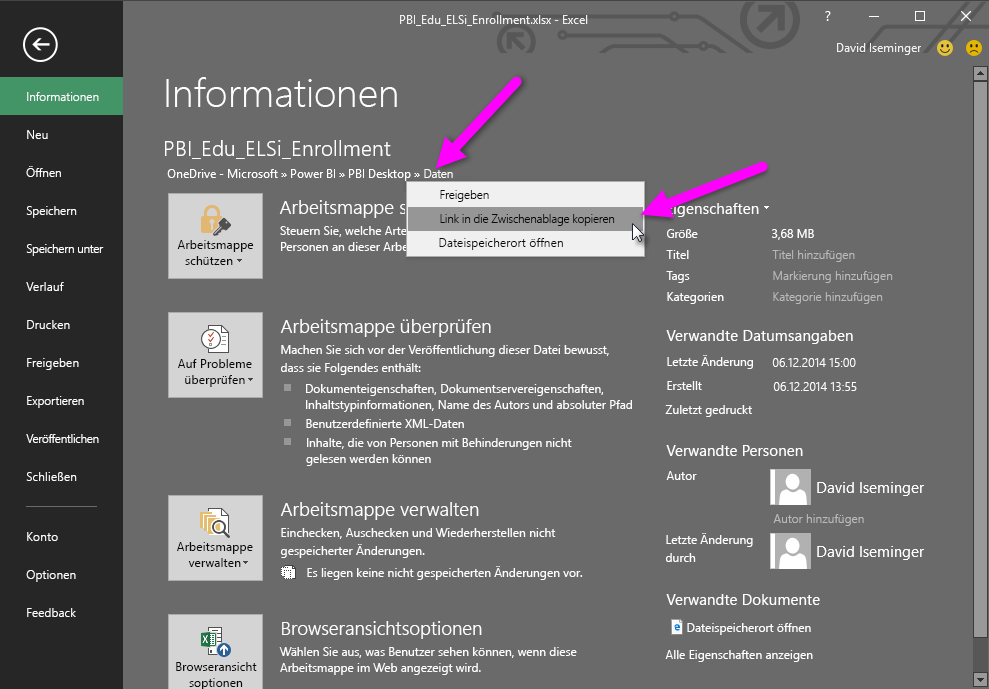 PBI_Edu_ELSi_Enrollment.xlsx - Excel
?
David Iseminger
Informationen
Neu
Öffnen
Speichern
Speichern unter
Verlauf
Drucken
Freigeben
Exportieren
Veröffentlichen
Schließen
Konto
Optionen
Feedback
Informationen
PBI_Edu_ELSi_Enrollment
OneDrive - Microsoft » Power BI » PBI Desktop » Daten
Freigeben
Link in die Zwischenablage kopieren
Dateispeicherort öffnen
Arbeitsmappe
schützen
Arbeitsmappe s
Steuern Sie, welche Arte
Personen an dieser Arbe
Auf Probleme
überprüfen
Arbeitsmappe überprüfen
Machen Sie sich vor der Veröffentlichung dieser Datei bewusst,
dass sie Folgendes enthält:
Dokumenteigenschaften, Dokumentservereigenschaften,
Inhaltstypinformationen, Name des Autors und absoluter Pfad
Benutzerdefinierte XML-Daten
Inhalte, die von Personen mit Behinderungen nicht
gelesen werden können
Arbeitsmappe
verwalten
Arbeitsmappe verwalten
Einchecken, Auschecken und Wiederherstellen nicht
gespeicherter Änderungen.
Es liegen keine nicht gespeicherten Änderungen vor.
Browseransicht
soptionen
Browseransichtsoptionen
Wählen Sie aus, was Benutzer sehen können, wenn diese
Arbeitsmappe im Web angezeigt wird.
igenschaften
Größe 3,68 MB
Titel Titel hinzufügen
Tags Markierung hinzufügen
Kategorien Kategorie hinzufügen
Verwandte Datumsangaben
Letzte Änderung 06.12.2014 15:00
Erstellt 06.12.2014 13:55
Zuletzt gedruckt
Verwandte Personen
Autor David Iseminger
Autor hinzufügen
Letzte Änderung
durch David Iseminger
Verwandte Dokumente
Dateispeicherort öffnen
Alle Eigenschaften anzeigen